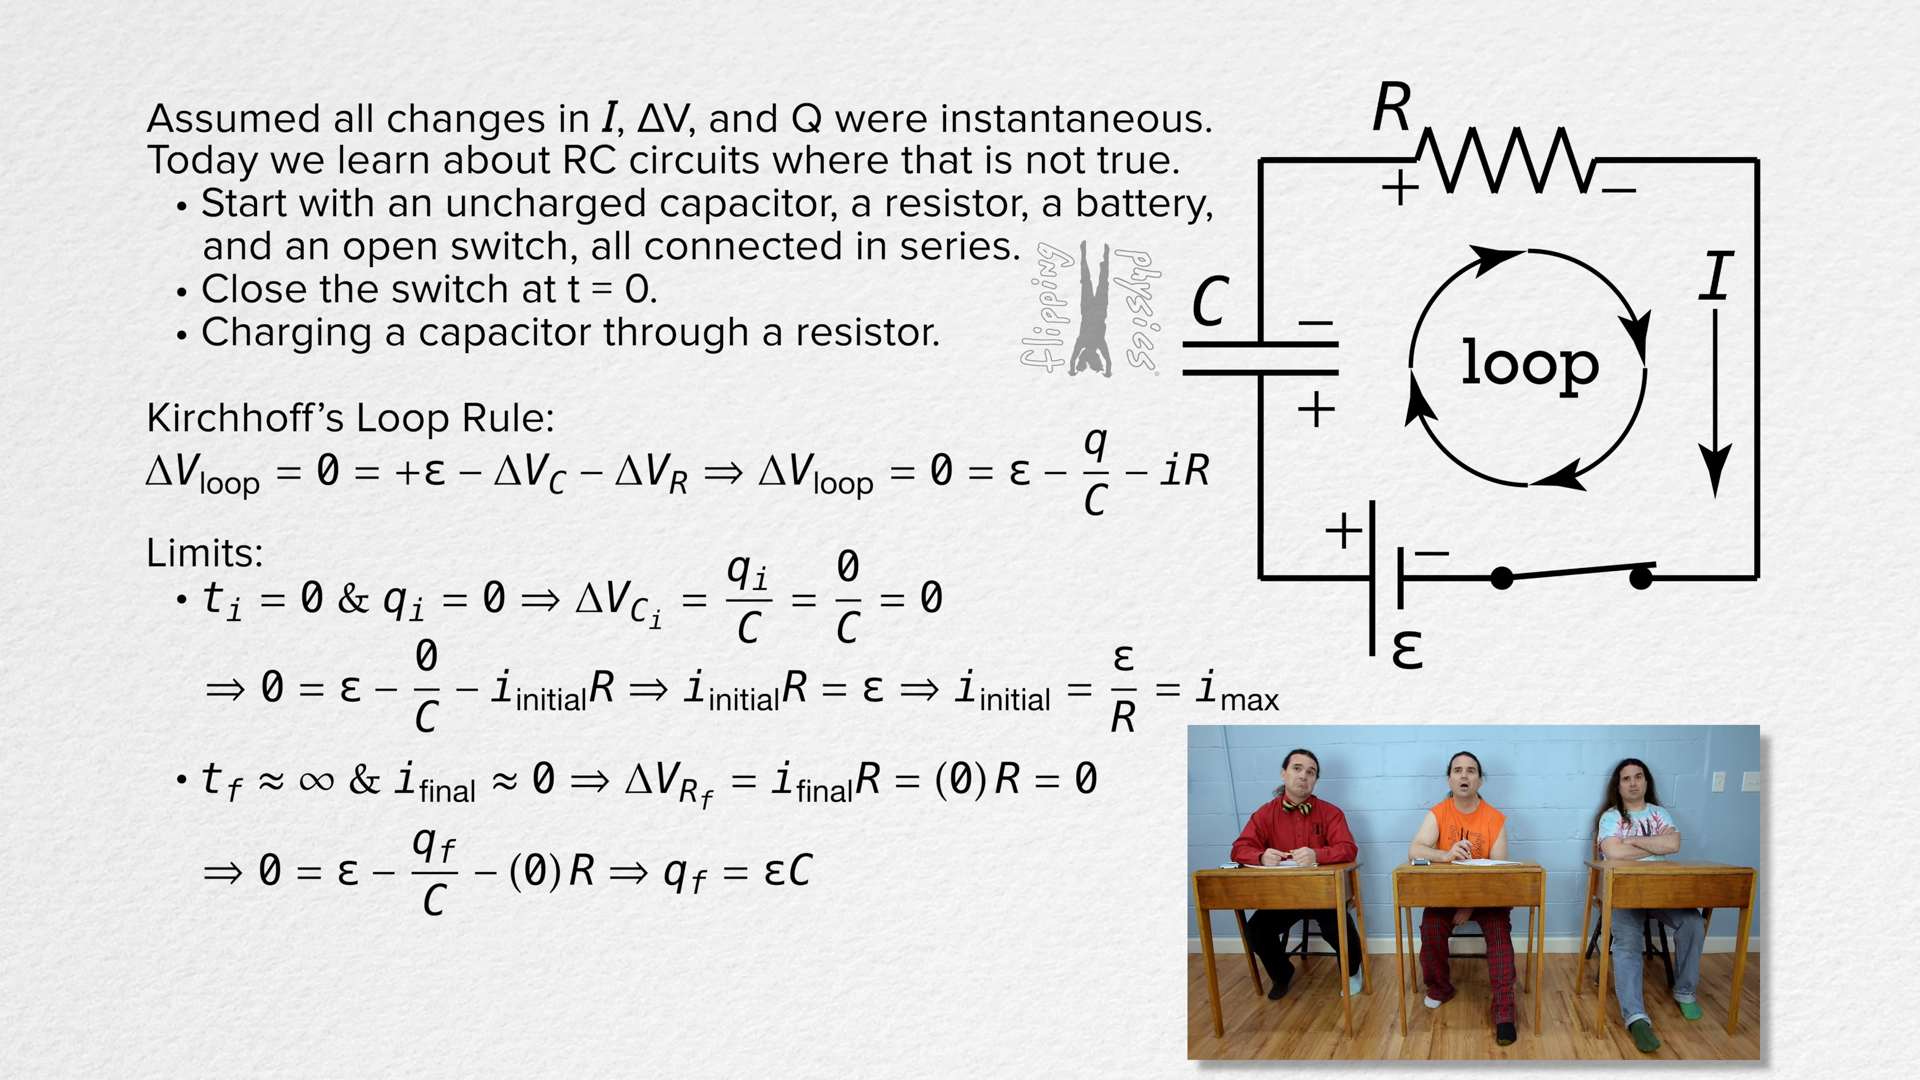 Assumed all changes in I, ΔV, and Q were instantaneous.
Today we learn about RC circuits where that is not true.
• Start with an uncharged capacitor, a resistor, a battery,
and an open switch, all connected in series.
• Close the switch at t = 0.
• Charging a capacitor through a resistor.
flipping physics
Kirchhoff's Loop Rule:
ΔV_loop = 0 = +ε − ΔV_C − ΔV_R ⇒ ΔV_loop = 0 = ε − q/C − iR
Limits:
• t_i = 0 & q_i = 0 ⇒ ΔV_{C_i} = q_i/C = 0/C = 0
⇒ 0 = ε − 0/C − i_initial R ⇒ i_initial R = ε ⇒ i_initial = ε/R = i_max
• t_f ≈ ∞ & i_final ≈ 0 ⇒ ΔV_{R_f} = i_final R = (0) R = 0
⇒ 0 = ε − q_f/C − (0) R ⇒ q_f = εC
R
+ −
C
−
+
loop
I
+ −
ε